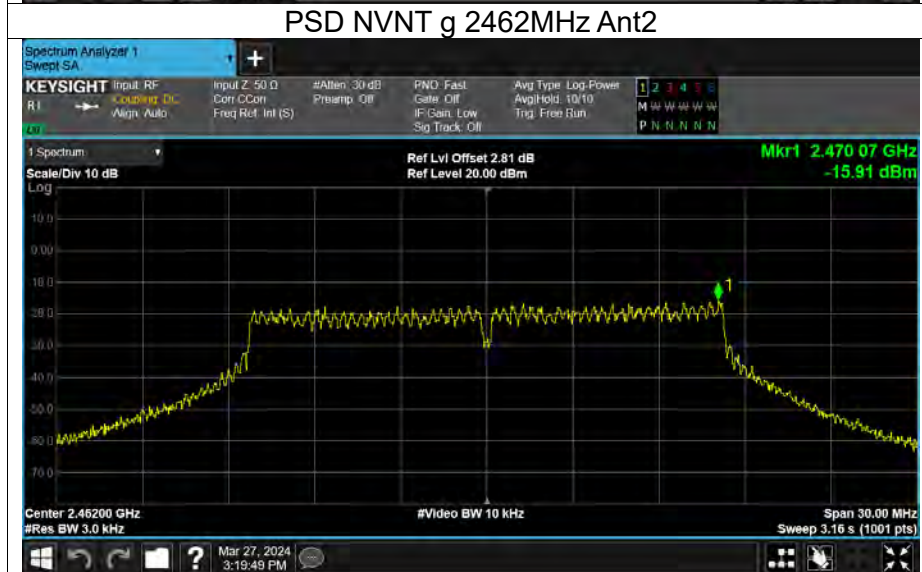 PSD NVNT g 2462MHz Ant2
Spectrum Analyzer 1
Swept SA
+
KEYSIGHT Input: RF Input Z: 50 Ω #Atten: 30 dB PNO: Fast Avg Type: Log-Power 1 2 3 4 5 6
Coupling: DC Corr CCorr Preamp: Off Gate: Off Avg|Hold: 10/10 M W W W W W
Align: Auto Freq Ref: Int (S) IF Gain: Low Trig: Free Run
Sig Track: Off P N N N N N
1 Spectrum Ref Lvl Offset 2.81 dB Mkr1 2.470 07 GHz
Scale/Div 10 dB Ref Level 20.00 dBm -15.91 dBm
Log
10.0
0.00
-10.0
1
-20.0
-30.0
-40.0
-50.0
-60.0
-70.0
Center 2.46200 GHz #Video BW 10 kHz Span 30.00 MHz
#Res BW 3.0 kHz Sweep 3.16 s (1001 pts)
? Mar 27, 2024
3:19:49 PM